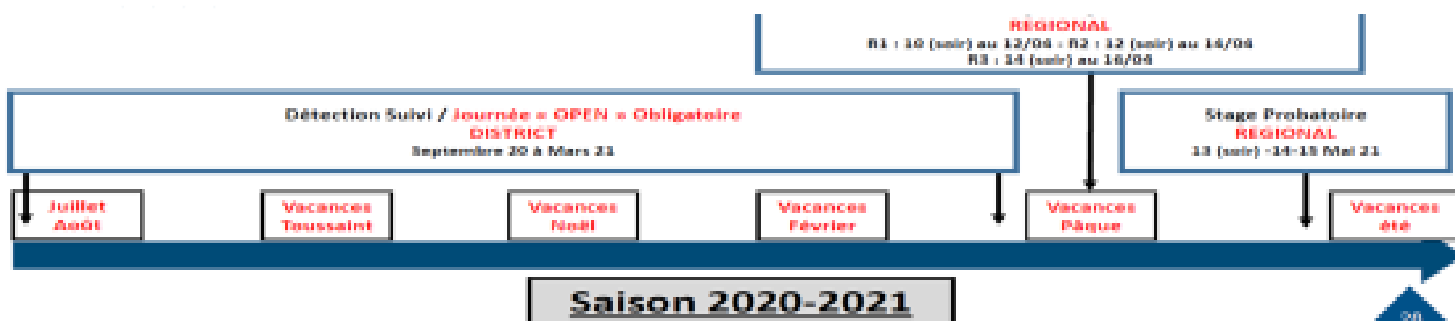 RÉGIONAL
R1 : 10 (soir) au 12/04 - R2 : 12 (soir) au 14/04
R3 : 14 (soir) au 16/04
Détection Suivi / Journée « OPEN » Obligatoire
DISTRICT
Septembre 20 à Mars 21
Stage Probatoire
REGIONAL
13 (soir) -14-15 Mai 21
Juillet
Août
Vacances
Toussaint
Vacances
Noël
Vacances
Février
Vacances
Pâque
Vacances
été
Saison 2020-2021